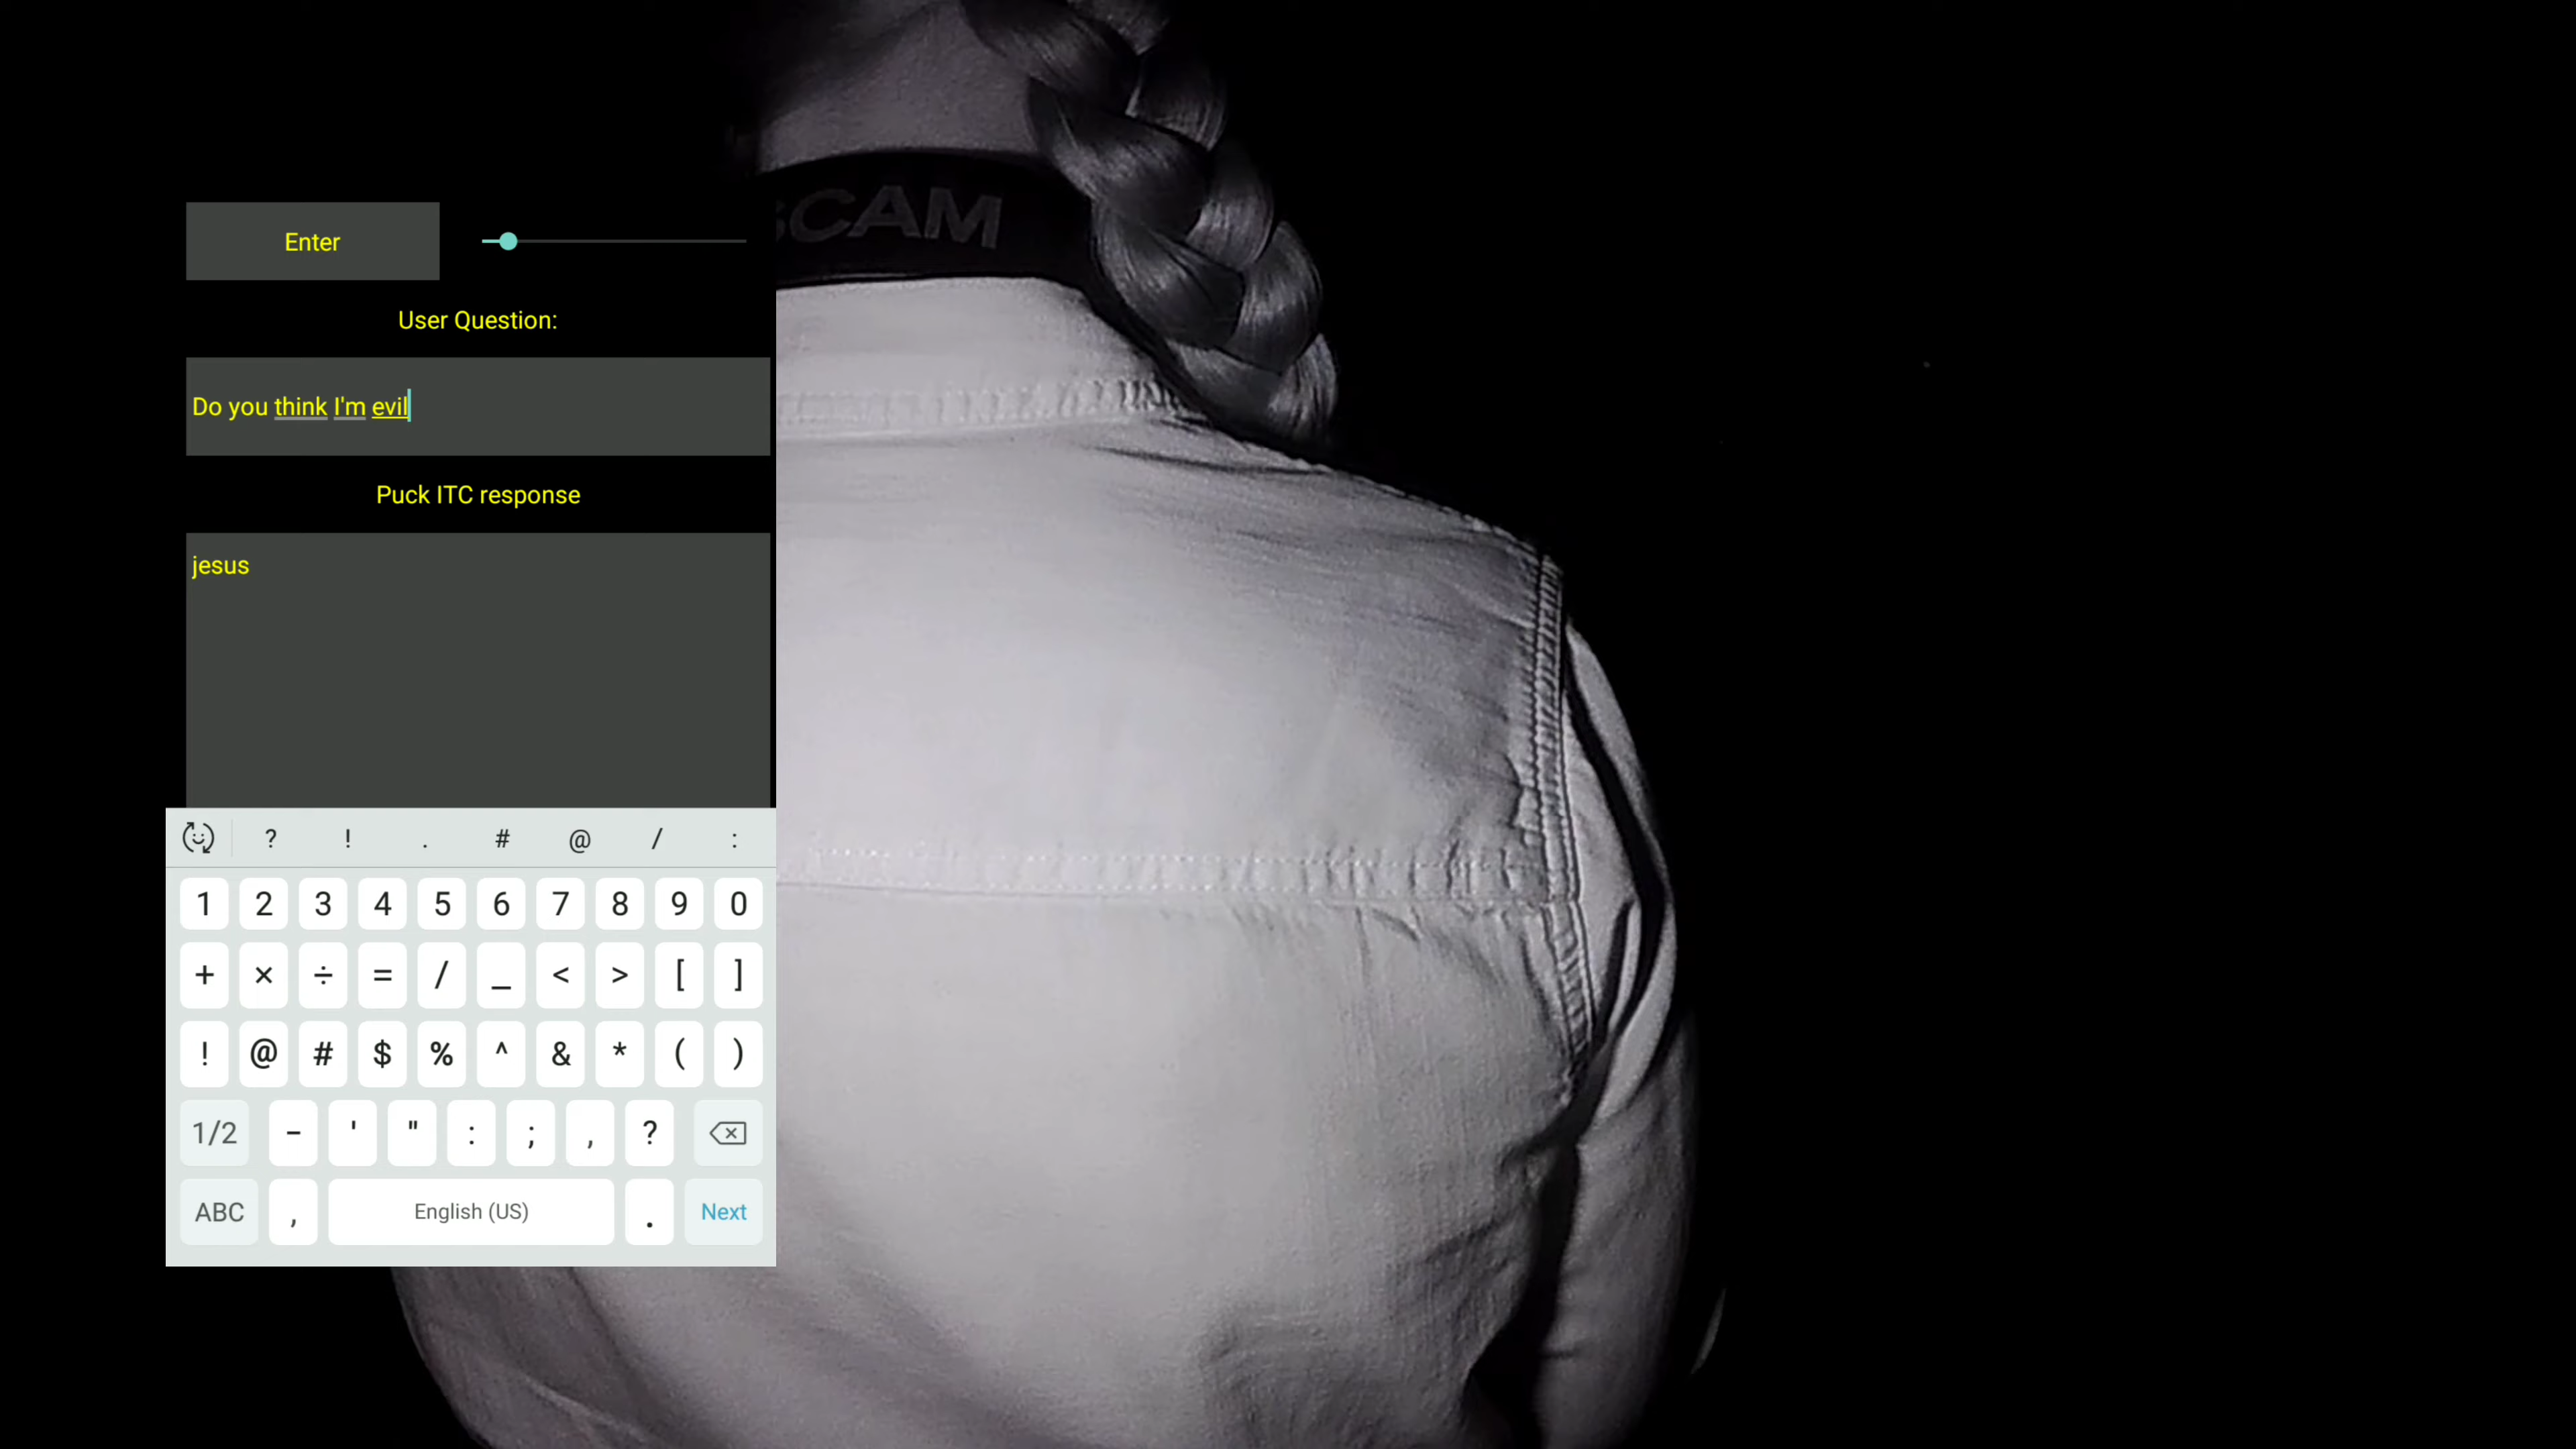 SCAM
Enter
User Question:
Do you think I'm evil
Puck ITC response
jesus
? ! . # @ / :
1 2 3 4 5 6 7 8 9 0
+ × ÷ = / _ < > [ ]
! @ # $ % ^ & * ( )
1/2 - ' " : ; , ?
ABC , English (US) . Next